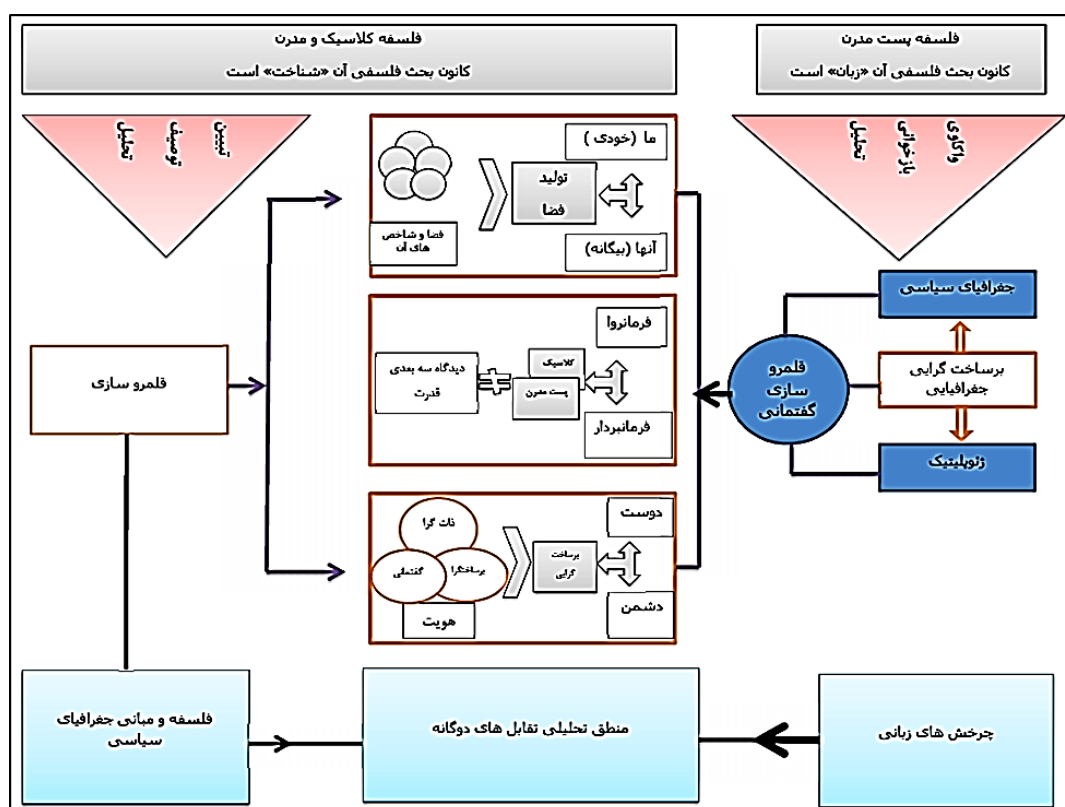 فلسفه پست مدرن
کانون بحث فلسفی آن «زبان» است
فلسفه کلاسیک و مدرن
کانون بحث فلسفی آن «شناخت» است
واکاوی
بازخوانی
تحلیل
تبیین
توصیف
تحلیل
ما (خودی )
تولید
فضا
آنها (بیگانه)
فضا و شاخص
های آن
جغرافیای سیاسی
برساخت گرایی
جغرافیایی
ژئوپلیتیک
قلمرو
سازی
گفتمانی
فرمانروا
کلاسیک
پست مدرن
فرمانبردار
دیدگاه سه بعدی
قدرت
قلمرو سازی
دوست
برساخت
گرایی
دشمن
ذات گرا
برساختگرا
گفتمانی
هویت
چرخش های زبانی
منطق تحلیلی تقابل های دوگانه
فلسفه و مبانی جغرافیای
سیاسی